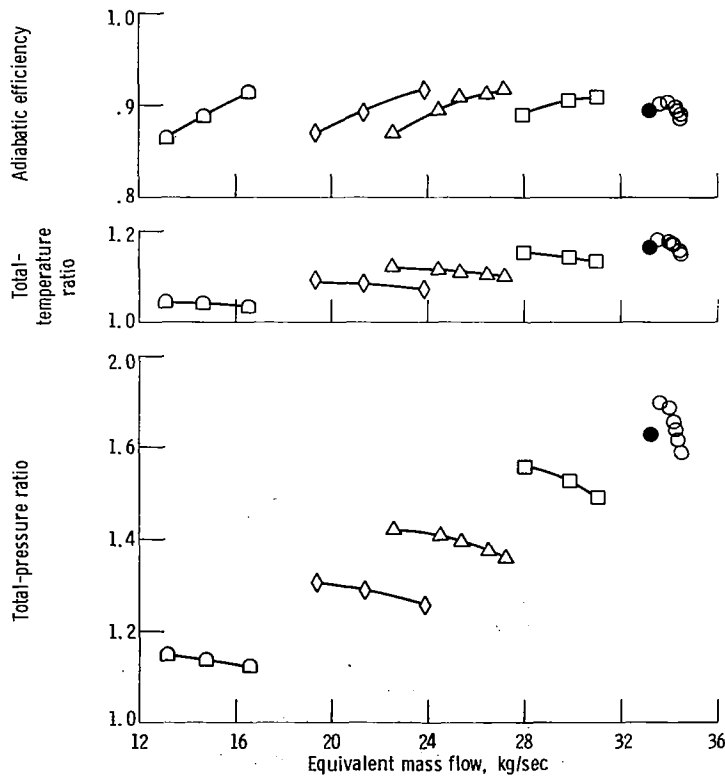 1.0
.9
.8
Adiabatic efficiency
1.2
1.0
Total-
temperature
ratio
2.0
1.6
1.4
1.2
1.0
Total-pressure ratio
12
16
20
24
28
32
36
Equivalent mass flow, kg/sec